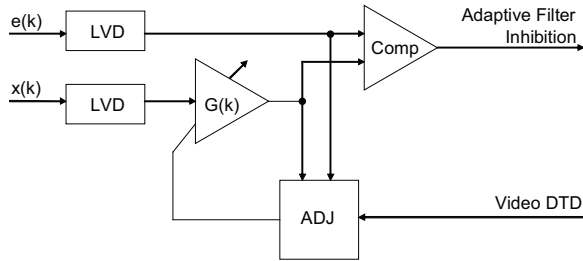 e(k)
LVD
Adaptive Filter
Inhibition
Comp
x(k)
LVD
G(k)
ADJ
Video DTD